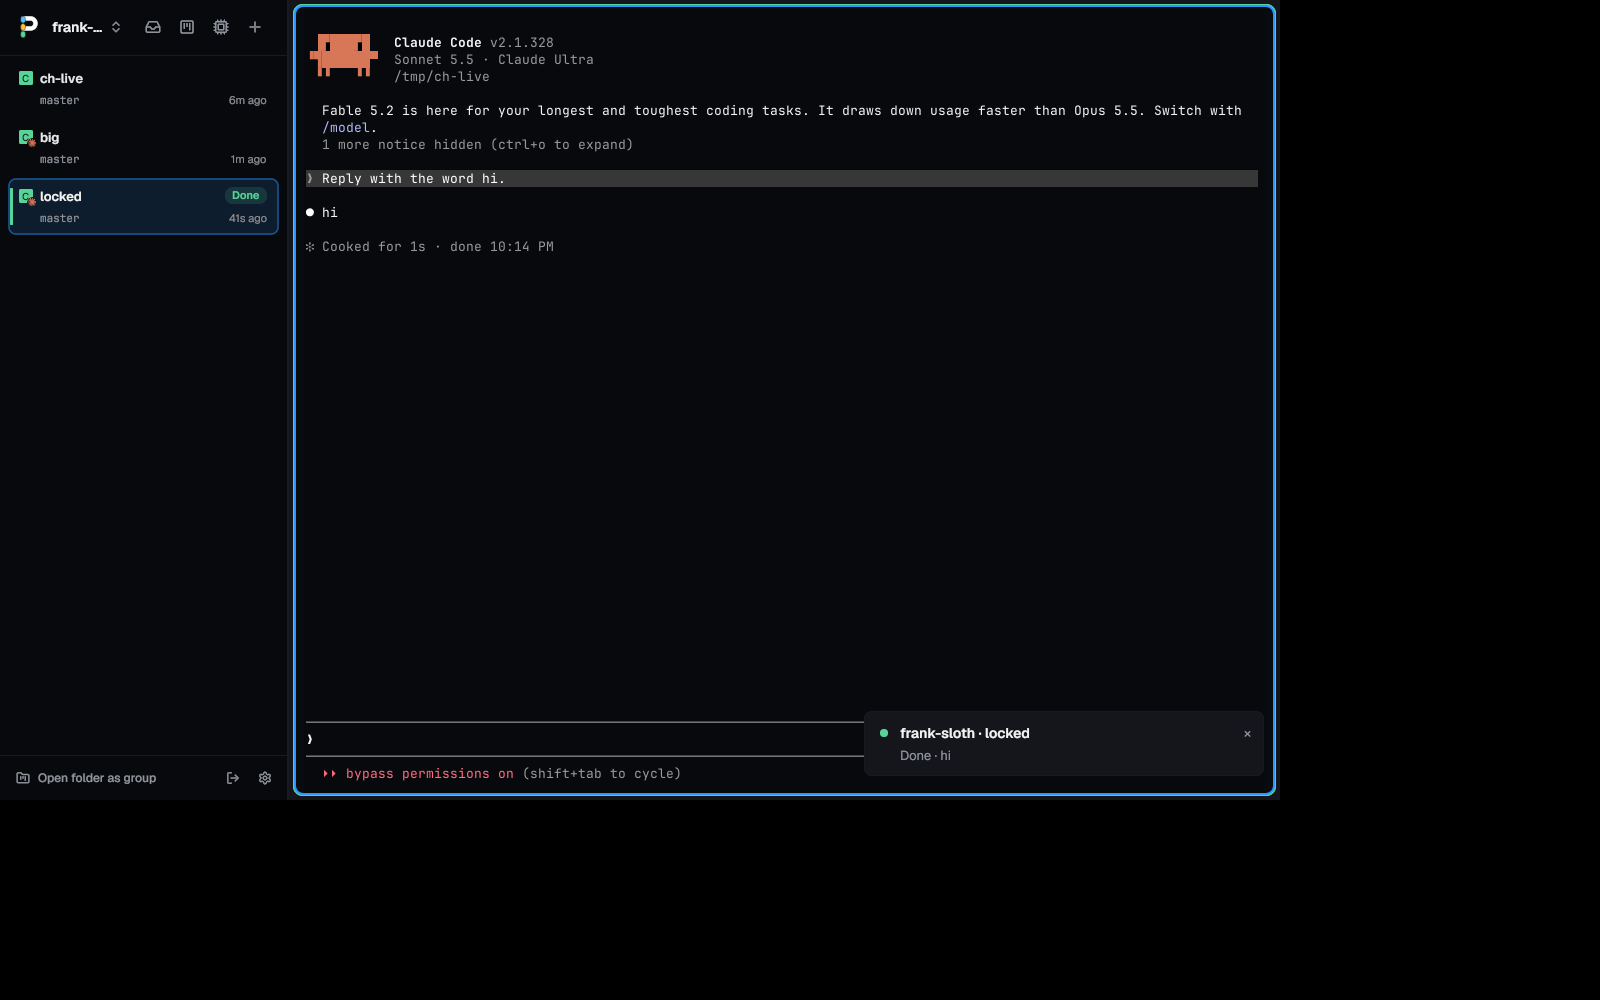 frank-...
ch-live
master
6m ago
big
master
1m ago
locked
Done
master
41s ago
Open folder as group
Claude Code v2.1.328
Sonnet 5.5 · Claude Ultra
/tmp/ch-live
Fable 5.2 is here for your longest and toughest coding tasks. It draws down usage faster than Opus 5.5. Switch with
/model.
1 more notice hidden (ctrl+o to expand)
❯ Reply with the word hi.
● hi
✻ Cooked for 1s · done 10:14 PM
❯
⏵⏵ bypass permissions on (shift+tab to cycle)
frank-sloth · locked
×
Done · hi